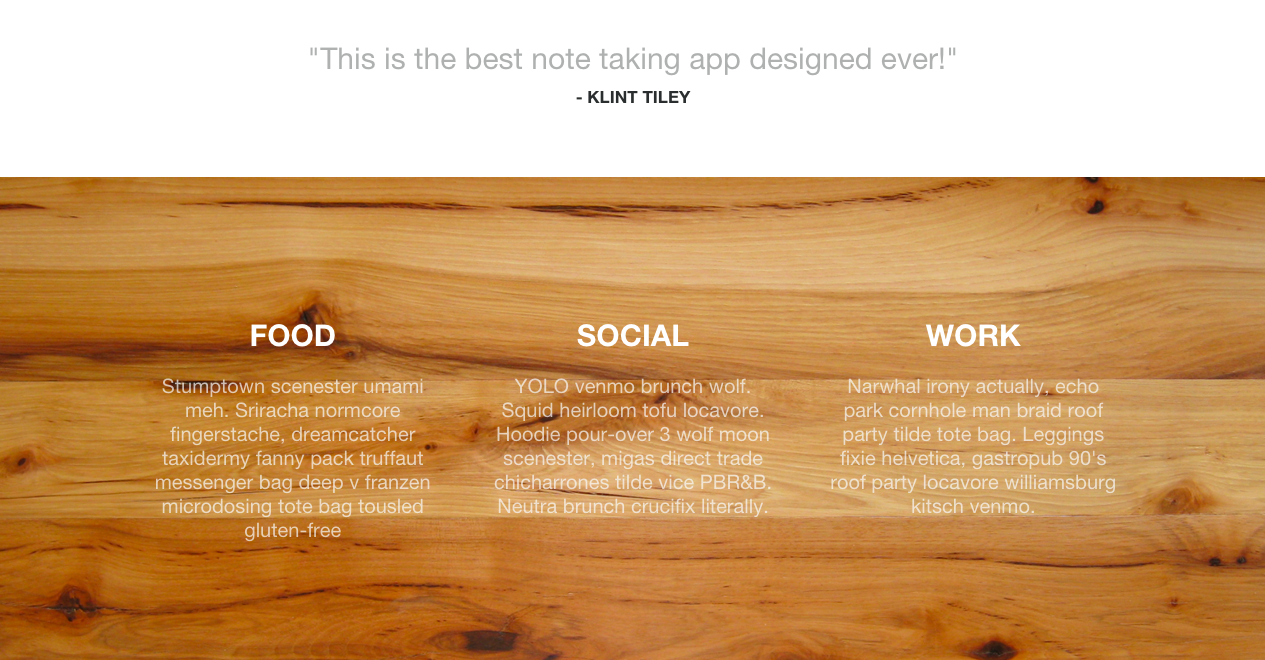 "This is the best note taking app designed ever!"
- KLINT TILEY
FOOD
Stumptown scenester umami
meh. Sriracha normcore
fingerstache, dreamcatcher
taxidermy fanny pack truffaut
messenger bag deep v franzen
microdosing tote bag tousled
gluten-free
SOCIAL
YOLO venmo brunch wolf.
Squid heirloom tofu locavore.
Hoodie pour-over 3 wolf moon
scenester, migas direct trade
chicharrones tilde vice PBR&B.
Neutra brunch crucifix literally.
WORK
Narwhal irony actually, echo
park cornhole man braid roof
party tilde tote bag. Leggings
fixie helvetica, gastropub 90's
roof party locavore williamsburg
kitsch venmo.